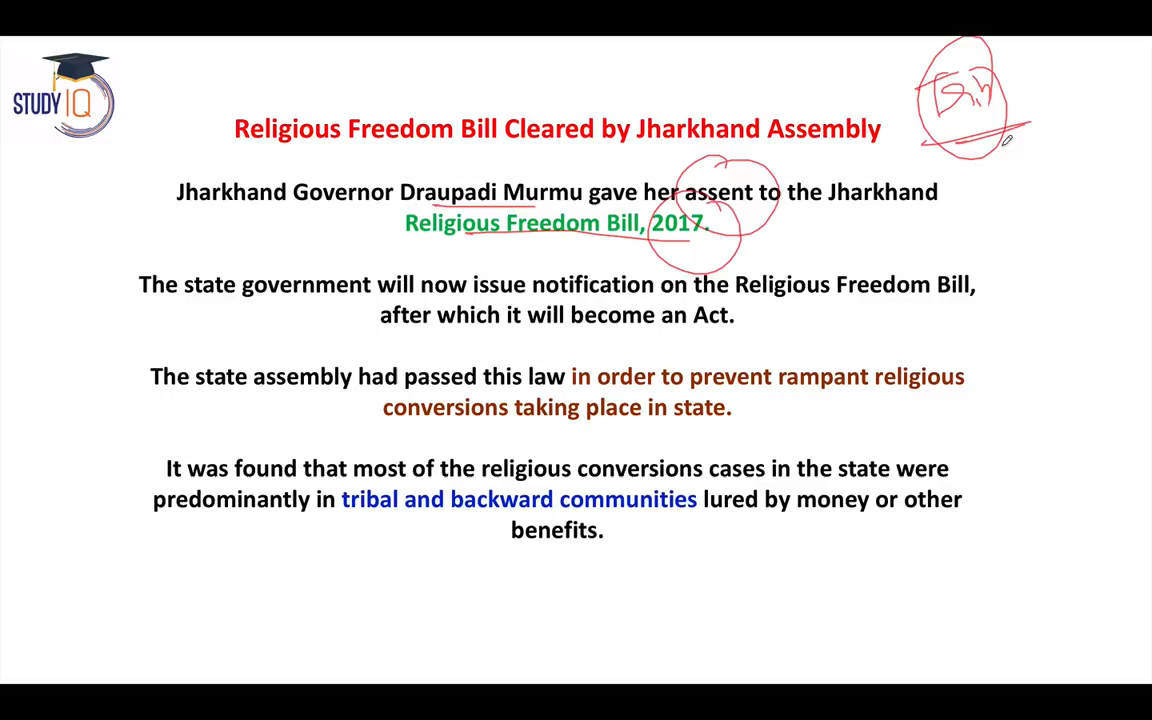 STUDY IQ
Religious Freedom Bill Cleared by Jharkhand Assembly
Jharkhand Governor Draupadi Murmu gave her assent to the Jharkhand
Religious Freedom Bill, 2017.
The state government will now issue notification on the Religious Freedom Bill,
after which it will become an Act.
The state assembly had passed this law in order to prevent rampant religious
conversions taking place in state.
It was found that most of the religious conversions cases in the state were
predominantly in tribal and backward communities lured by money or other
benefits.